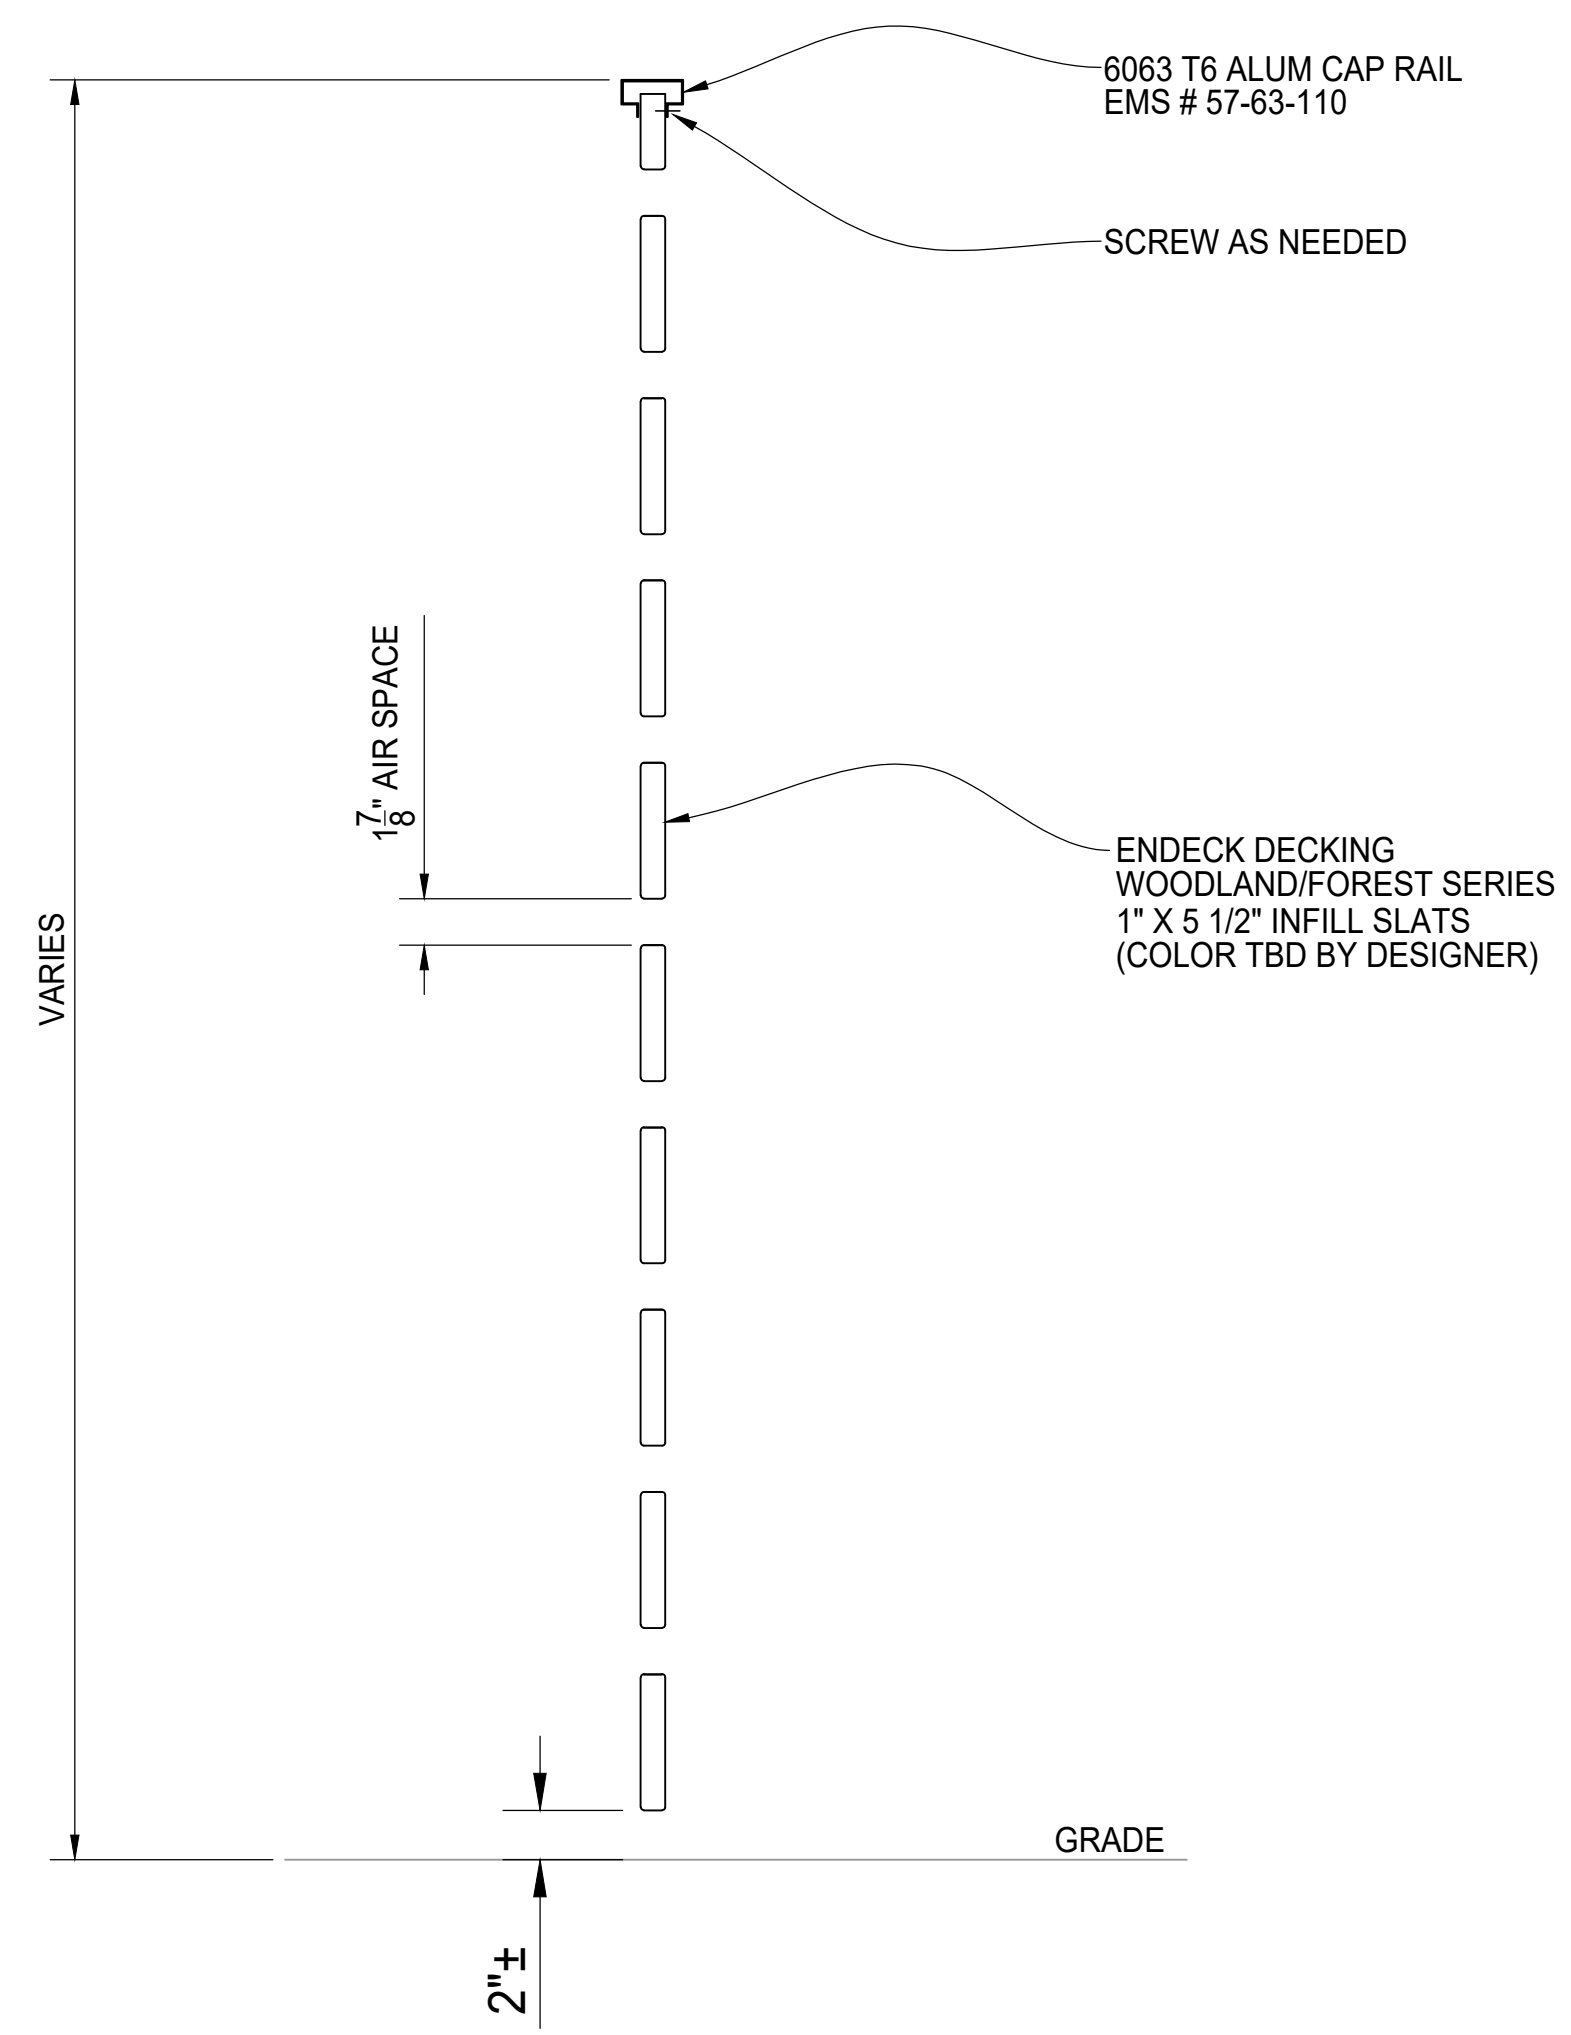 6063 T6 ALUM CAP RAIL
EMS # 57-63-110
SCREW AS NEEDED
1 7/8" AIR SPACE
ENDECK DECKING
WOODLAND/FOREST SERIES
1" X 5 1/2" INFILL SLATS
(COLOR TBD BY DESIGNER)
VARIES
GRADE
2"±